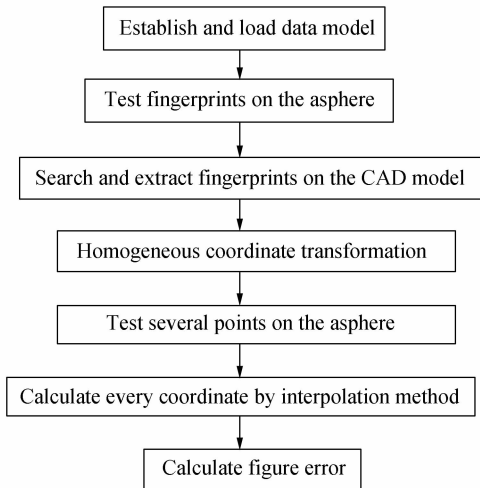 Establish and load data model
Test fingerprints on the asphere
Search and extract fingerprints on the CAD model
Homogeneous coordinate transformation
Test several points on the asphere
Calculate every coordinate by interpolation method
Calculate figure error